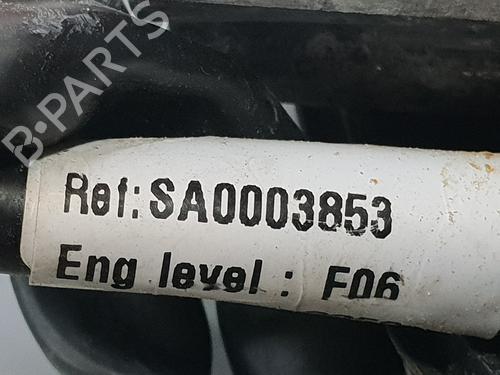 B-PARTS
Ref: SA0003853
Eng level : F06